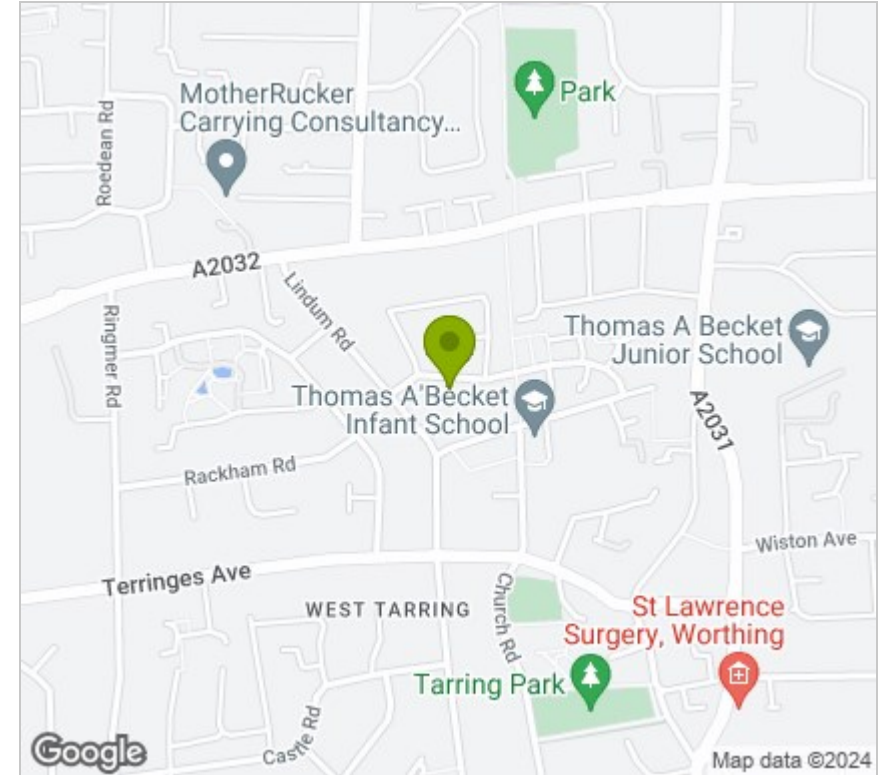 MotherRucker
Carrying Consultancy...
Park
Roedean Rd
A2032
Lindum Rd
Ringmer Rd
Thomas A Becket
Junior School
Thomas A'Becket
Infant School
A2031
Rackham Rd
Wiston Ave
Terringes Ave
WEST TARRING
Church Rd
St Lawrence
Surgery, Worthing
Tarring Park
Castle Rd
Google
Map data ©2024